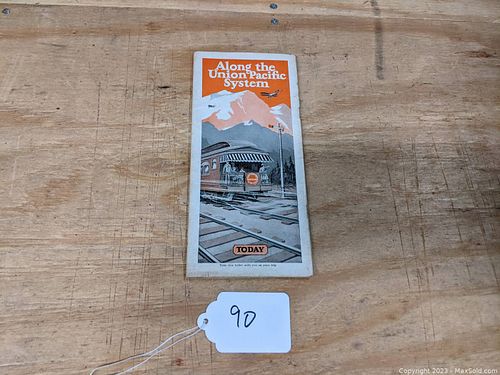 Along the
Union Pacific
System
TODAY
90
Copyright 2023 - MaxSold.com